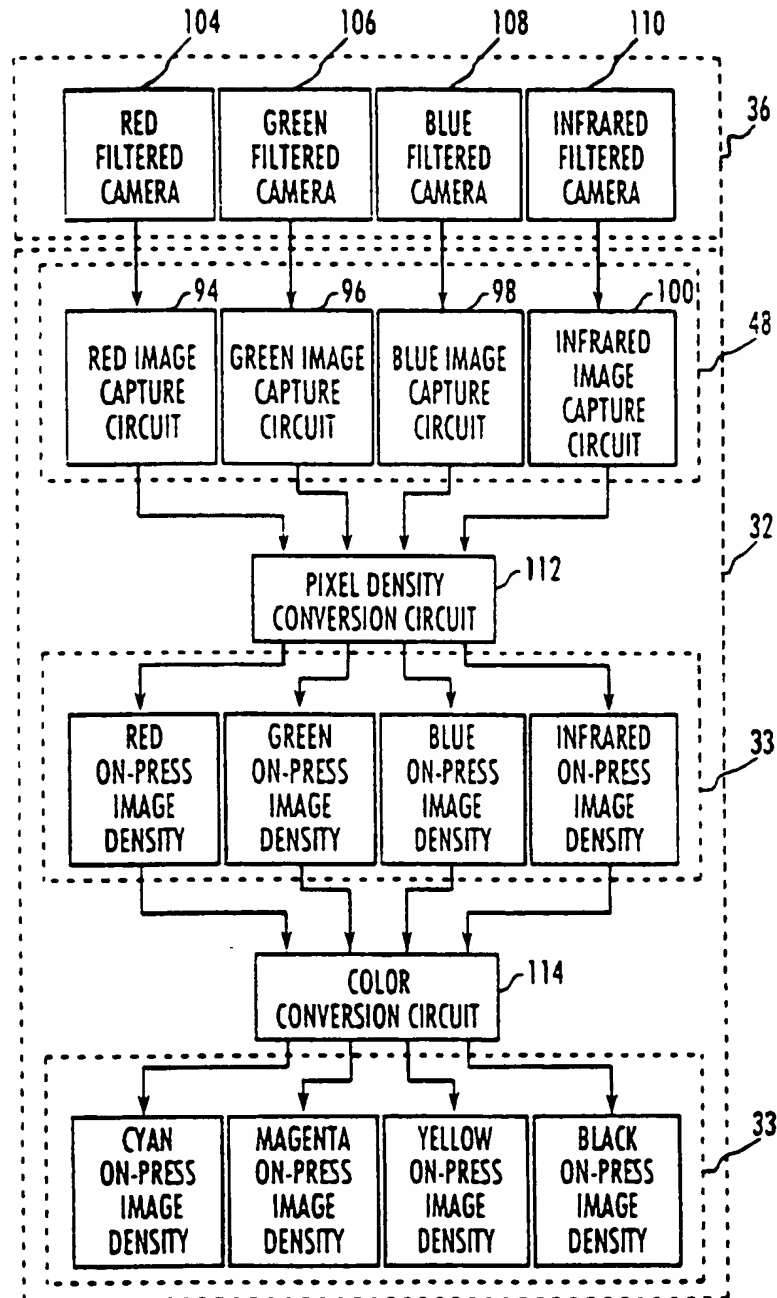 104 106 108 110
RED FILTERED CAMERA
GREEN FILTERED CAMERA
BLUE FILTERED CAMERA
INFRARED FILTERED CAMERA
36
94 96 98 100
RED IMAGE CAPTURE CIRCUIT
GREEN IMAGE CAPTURE CIRCUIT
BLUE IMAGE CAPTURE CIRCUIT
INFRARED IMAGE CAPTURE CIRCUIT
48
32
PIXEL DENSITY
CONVERSION CIRCUIT
112
RED ON-PRESS IMAGE DENSITY
GREEN ON-PRESS IMAGE DENSITY
BLUE ON-PRESS IMAGE DENSITY
INFRARED ON-PRESS IMAGE DENSITY
33
COLOR
CONVERSION CIRCUIT
114
CYAN ON-PRESS IMAGE DENSITY
MAGENTA ON-PRESS IMAGE DENSITY
YELLOW ON-PRESS IMAGE DENSITY
BLACK ON-PRESS IMAGE DENSITY
33